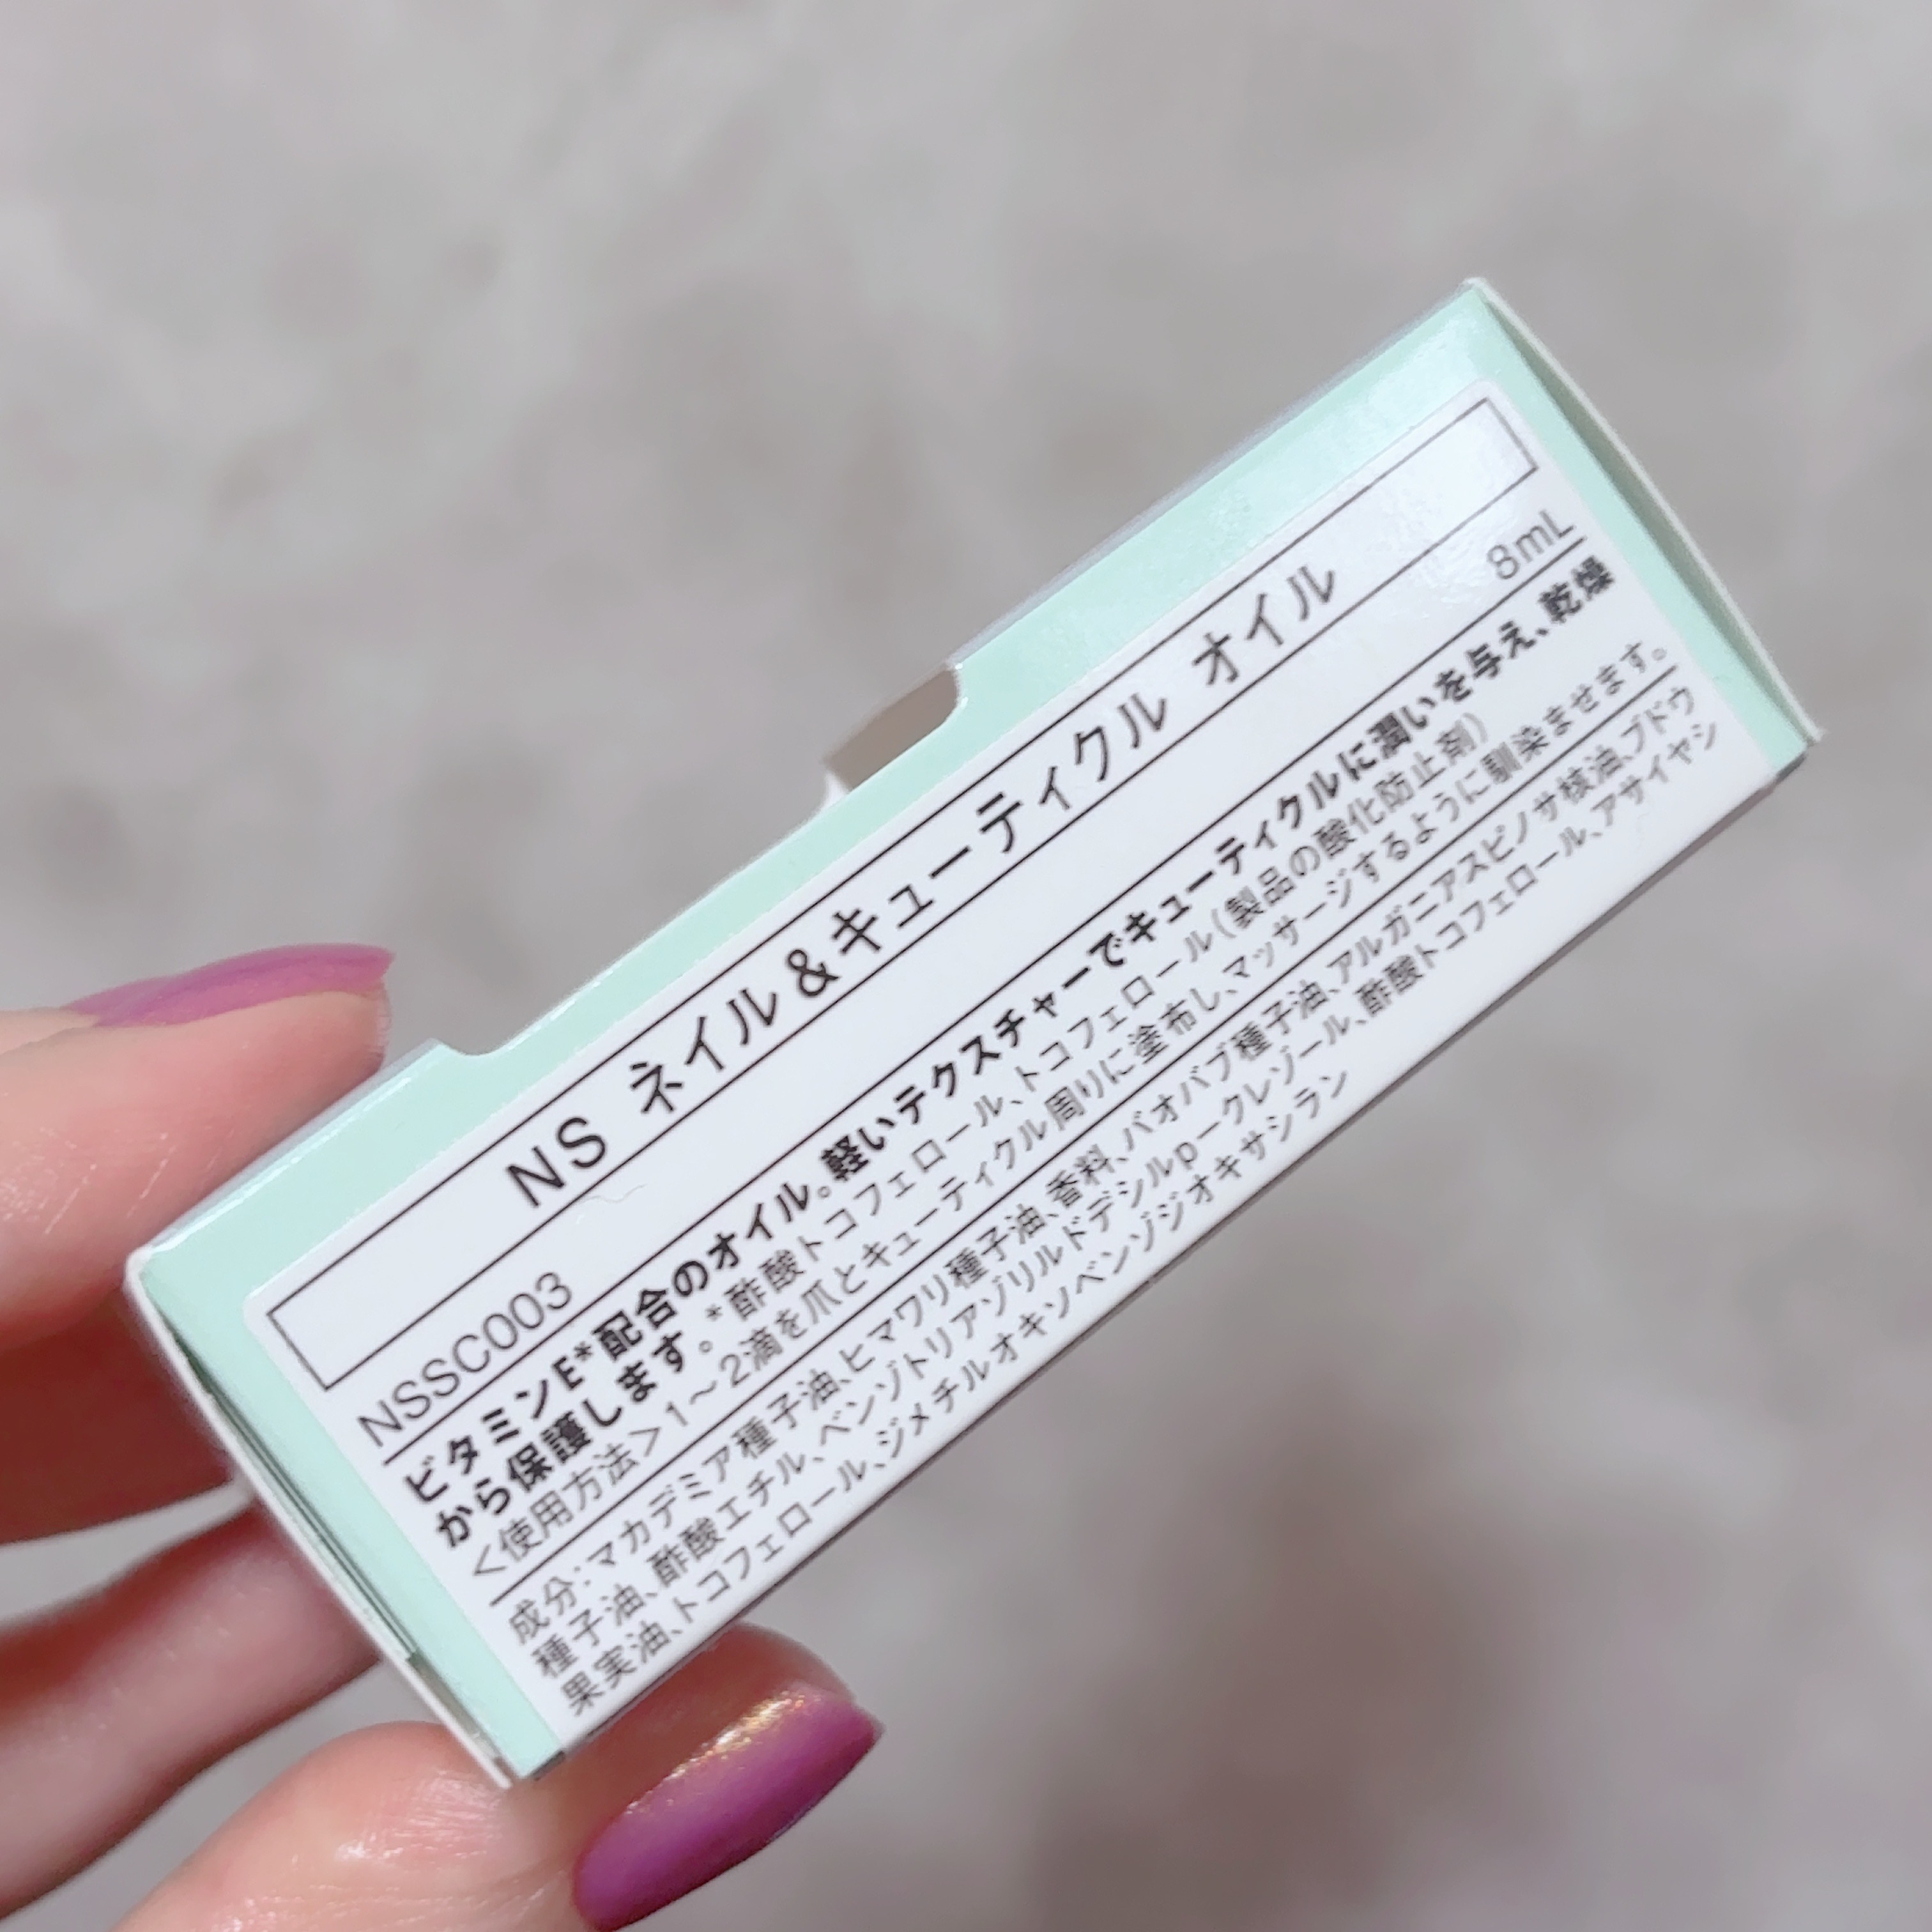 NS ネイル&キューティクル オイル
NSSC003 8mL
ビタミンE*配合のオイル。軽いテクスチャーでキューティクルに潤いを与え、乾燥
から保護します。*酢酸トコフェロール、トコフェロール(製品の酸化防止剤)
<使用方法>1〜2滴を爪とキューティクル周りに塗布し、マッサージするように馴染ませます。
成分:マカデミア種子油、ヒマワリ種子油、香料、バオバブ種子油、アルガニアスピノサ核油、ブドウ
種子油、酢酸エチル、ベンゾトリアゾリルドデシルp-クレゾール、酢酸トコフェロール、アサイヤシ
果実油、トコフェロール、ジメチルオキソベンゾジオキサシラン